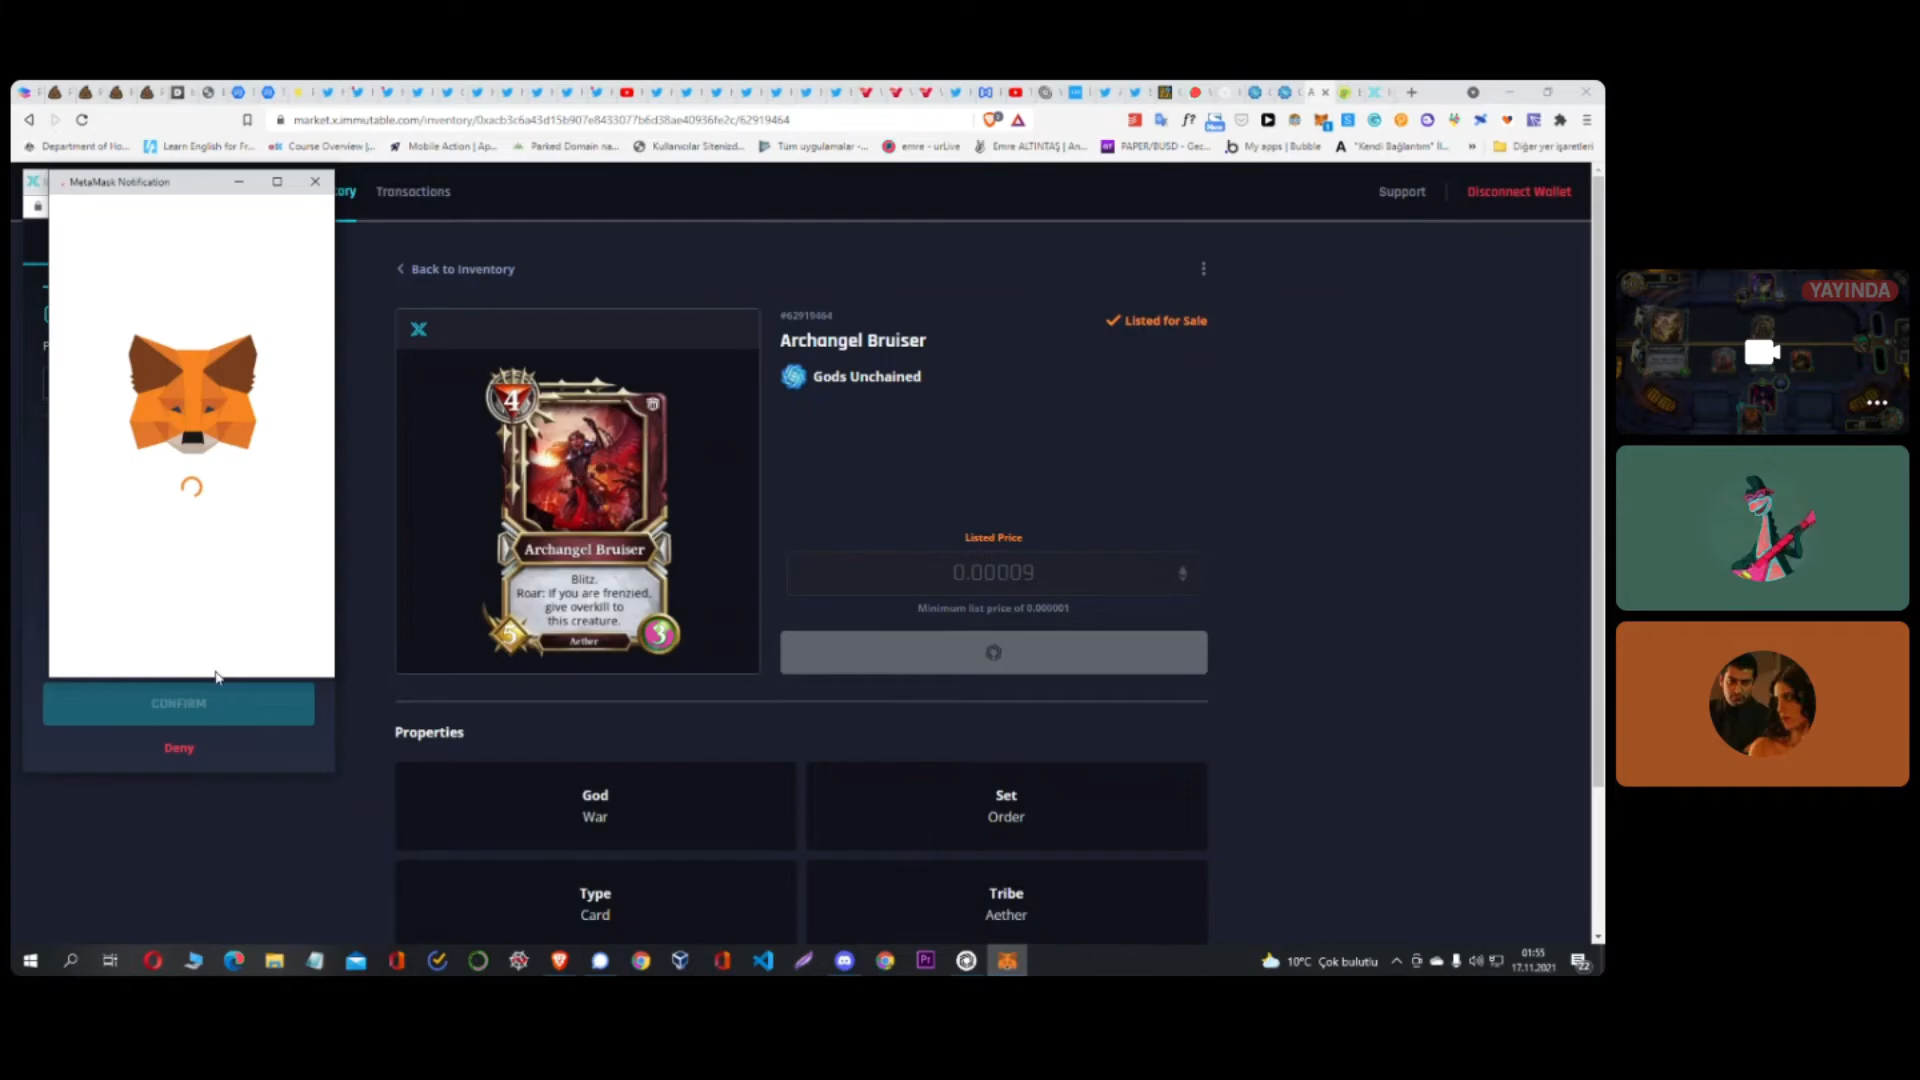 market.x.immutable.com/inventory/0xacb3c6a43d15b907e8433077b6d38ae40936fe2c/62919464
Department of Ho...
Learn English for Fr...
Course Overview |...
Mobile Action | Ap...
Parked Domain na...
Kullanıcılar Sitenizd...
Tüm uygulamalar -...
emre - urLive
Emre ALTINTAŞ | An...
PAPER/BUSD - Gec...
My apps | Bubble
"Kendi Bağlantım" İl...
»
Diğer yer işaretleri
MetaMask Notification
ory
Transactions
Support
Disconnect Wallet
Back to Inventory
#62919464
Archangel Bruiser
Listed for Sale
Gods Unchained
4
Archangel Bruiser
Blitz.
Roar: If you are frenzied,
give overkill to
this creature.
5
Aether
3
Listed Price
0.00009
Minimum list price of 0.000001
CONFIRM
Deny
Properties
God
War
Set
Order
Type
Card
Tribe
Aether
YAYINDA
10°C Çok bulutlu
01:55
17.11.2021
22